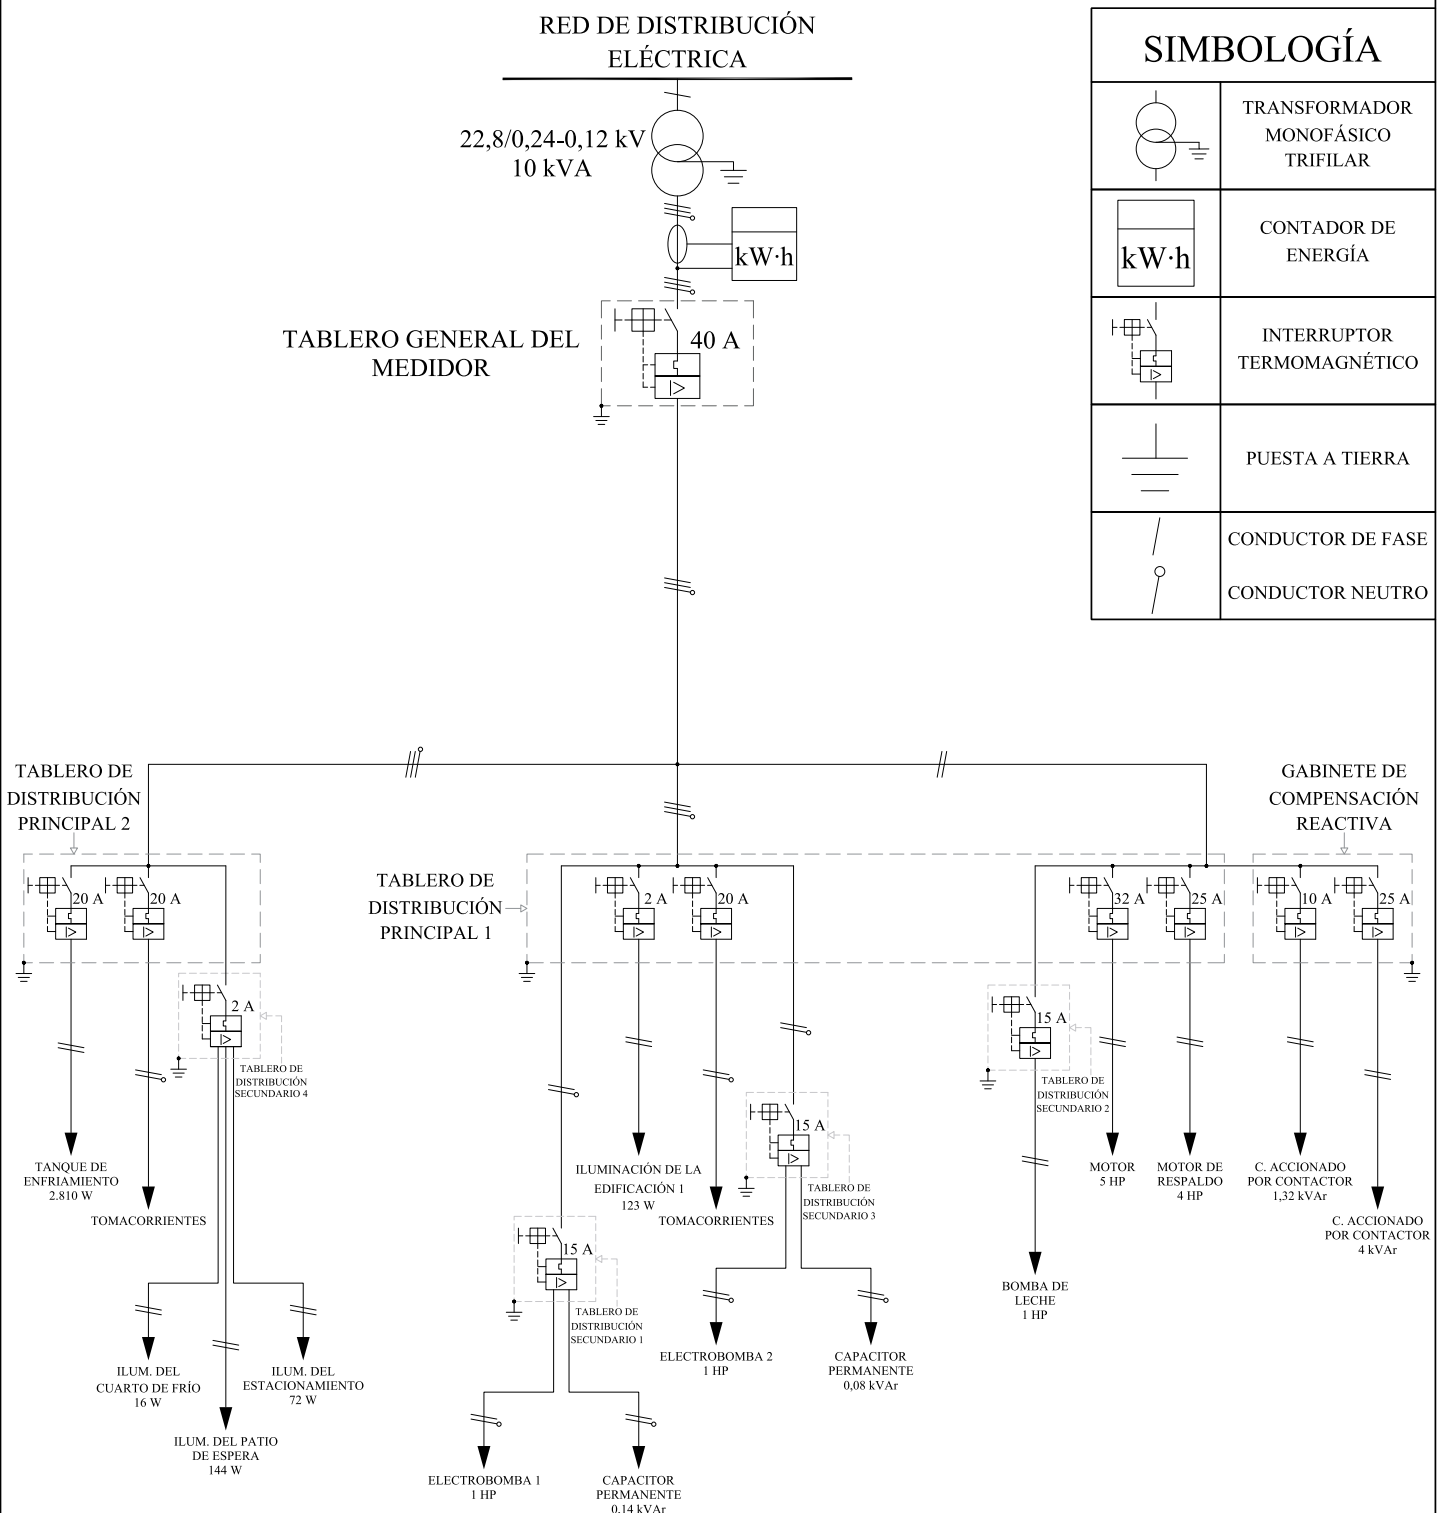 RED DE DISTRIBUCIÓN
ELÉCTRICA
22,8/0,24-0,12 kV
10 kVA
kW·h
TABLERO GENERAL DEL
MEDIDOR
40 A
SIMBOLOGÍA
TRANSFORMADOR
MONOFÁSICO
TRIFILAR
kW·h
CONTADOR DE
ENERGÍA
INTERRUPTOR
TERMOMAGNÉTICO
PUESTA A TIERRA
CONDUCTOR DE FASE
CONDUCTOR NEUTRO
TABLERO DE
DISTRIBUCIÓN
PRINCIPAL 2
20 A
20 A
2 A
TABLERO DE
DISTRIBUCIÓN
SECUNDARIO 4
TANQUE DE
ENFRIAMIENTO
2.810 W
TOMACORRIENTES
ILUM. DEL
CUARTO DE FRÍO
16 W
ILUM. DEL PATIO
DE ESPERA
144 W
ILUM. DEL
ESTACIONAMIENTO
72 W
TABLERO DE
DISTRIBUCIÓN
PRINCIPAL 1
2 A
20 A
15 A
TABLERO DE
DISTRIBUCIÓN
SECUNDARIO 1
ELECTROBOMBA 1
1 HP
CAPACITOR
PERMANENTE
0,14 kVAr
ILUMINACIÓN DE LA
EDIFICACIÓN 1
123 W
TOMACORRIENTES
15 A
TABLERO DE
DISTRIBUCIÓN
SECUNDARIO 3
ELECTROBOMBA 2
1 HP
CAPACITOR
PERMANENTE
0,08 kVAr
32 A
25 A
15 A
TABLERO DE
DISTRIBUCIÓN
SECUNDARIO 2
BOMBA DE
LECHE
1 HP
MOTOR
5 HP
MOTOR DE
RESPALDO
4 HP
GABINETE DE
COMPENSACIÓN
REACTIVA
10 A
25 A
C. ACCIONADO
POR CONTACTOR
1,32 kVAr
C. ACCIONADO
POR CONTACTOR
4 kVAr